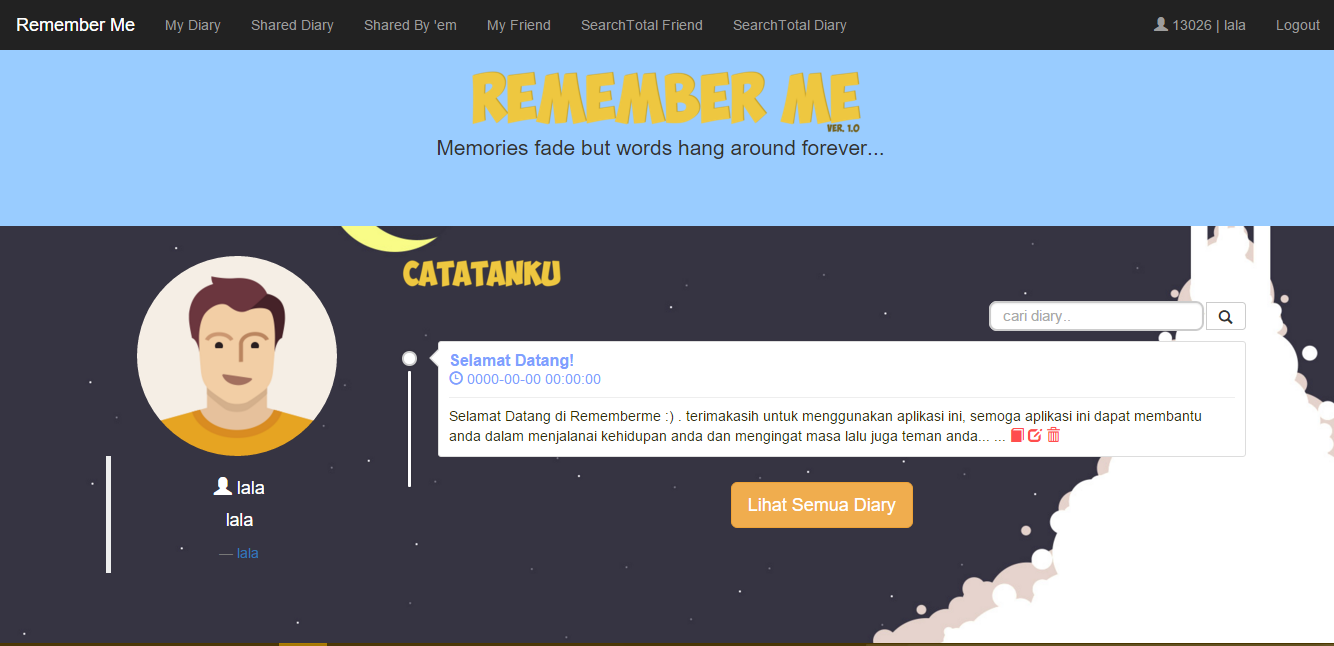 Remember Me My Diary Shared Diary Shared By 'em My Friend SearchTotal Friend SearchTotal Diary 13026 | lala Logout
REMEMBER ME
VER. 1.0
Memories fade but words hang around forever...
CATATANKU
cari diary..
Selamat Datang!
0000-00-00 00:00:00
Selamat Datang di Rememberme :) . terimakasih untuk menggunakan aplikasi ini, semoga aplikasi ini dapat membantu
anda dalam menjalanai kehidupan anda dan mengingat masa lalu juga teman anda... ...
Lihat Semua Diary
lala
lala
— lala